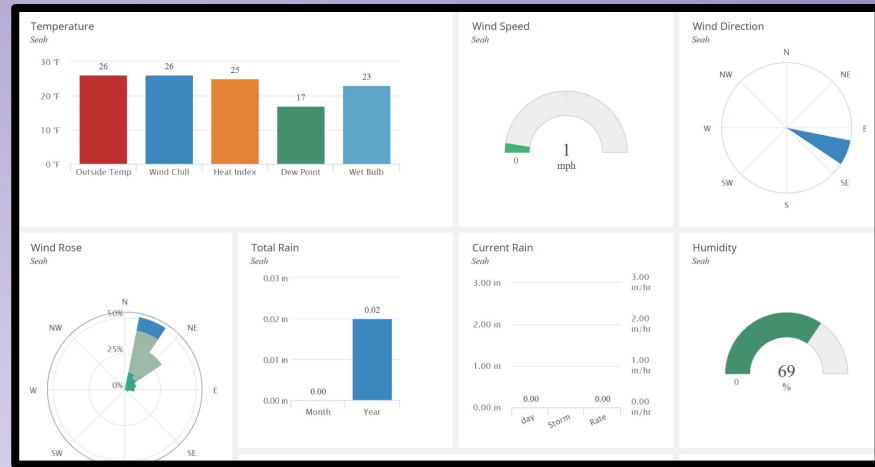 Temperature
Seah
30 °F
20 °F
10 °F
0 °F
26
26
25
17
23
Outside Temp
Wind Chill
Heat Index
Dew Point
Wet Bulb
Wind Speed
Seah
0
1
mph
Wind Direction
Seah
N
NW
NE
W
E
SW
SE
S
Wind Rose
Seah
N
50%
NW
NE
25%
0%
W
E
SW
SE
Total Rain
Seah
0.03 in
0.02 in
0.01 in
0.00 in
0.00
0.02
Month
Year
Current Rain
Seah
3.00 in
2.00 in
1.00 in
0.00 in
3.00
in/hr
2.00
in/hr
1.00
in/hr
0.00
in/hr
0.00
0.00
day
Storm
Rate
Humidity
Seah
0
69
%